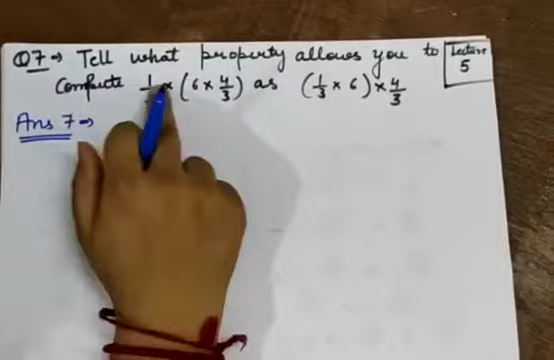 Q7⇒ Tell what property allows you to
Compute 1/ × (6 × 4/3) as (1/3 × 6) × 4/3
Lecture
5
Ans 7⇒